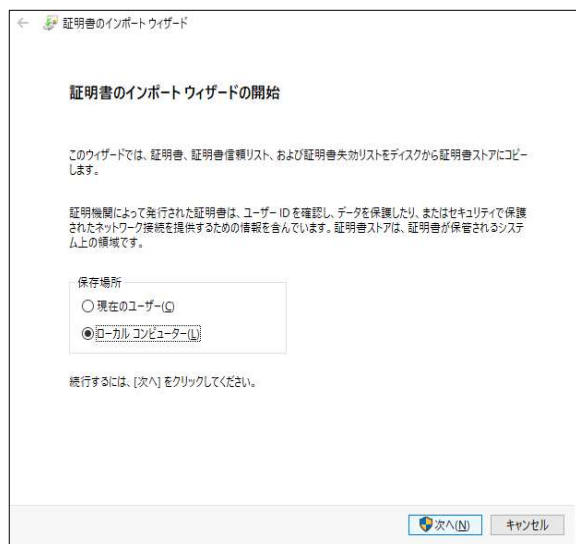 証明書のインポート ウィザード
証明書のインポート ウィザードの開始
このウィザードでは、証明書、証明書信頼リスト、および証明書失効リストをディスクから証明書ストアにコピー
します。
証明機関によって発行された証明書は、ユーザー ID を確認し、データを保護したり、またはセキュリティで保護
されたネットワーク接続を提供するための情報を含んでいます。証明書ストアは、証明書が保管されるシステ
ム上の領域です。
保存場所
現在のユーザー(C)
ローカル コンピューター(L)
続行するには、[次へ] をクリックしてください。
次へ(N) キャンセル